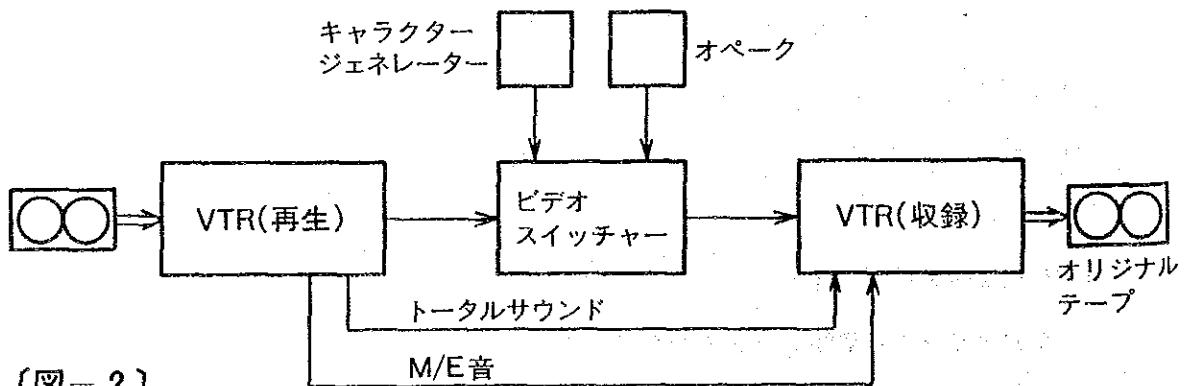 キャラクター
ジェネレーター
オペーク
VTR(再生)
ビデオ
スイッチャー
VTR(収録)
オリジナル
テープ
トータルサウンド
M/E音
〔図−2〕